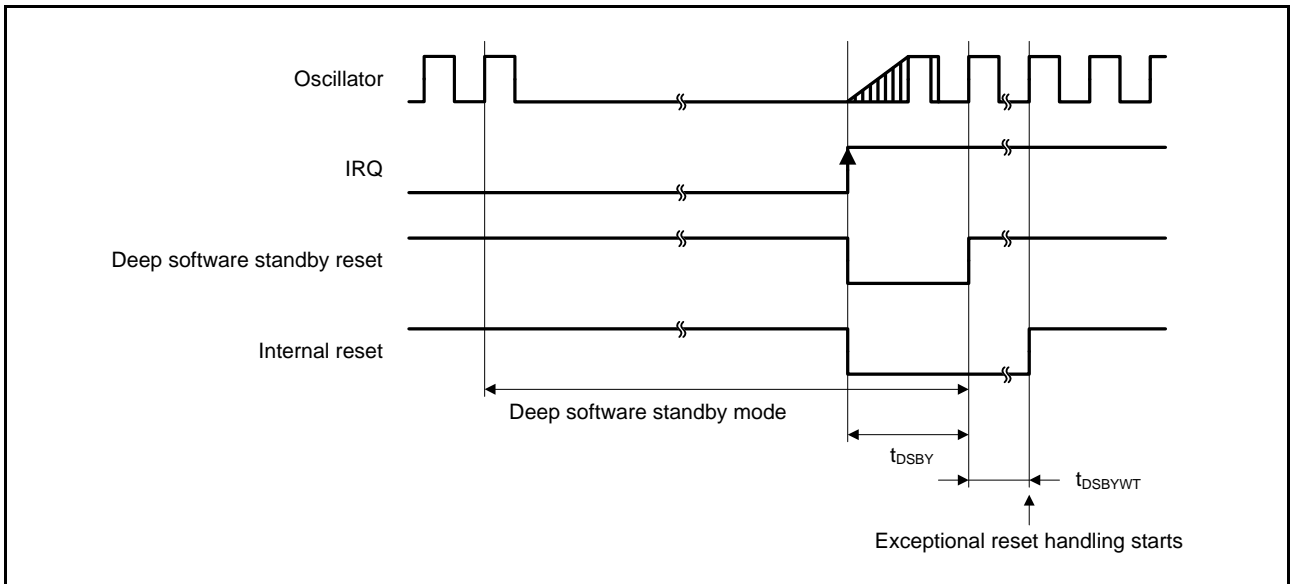 Oscillator
IRQ
Deep software standby reset
Internal reset
Deep software standby mode
tDSBY
tDSBYWT
Exceptional reset handling starts